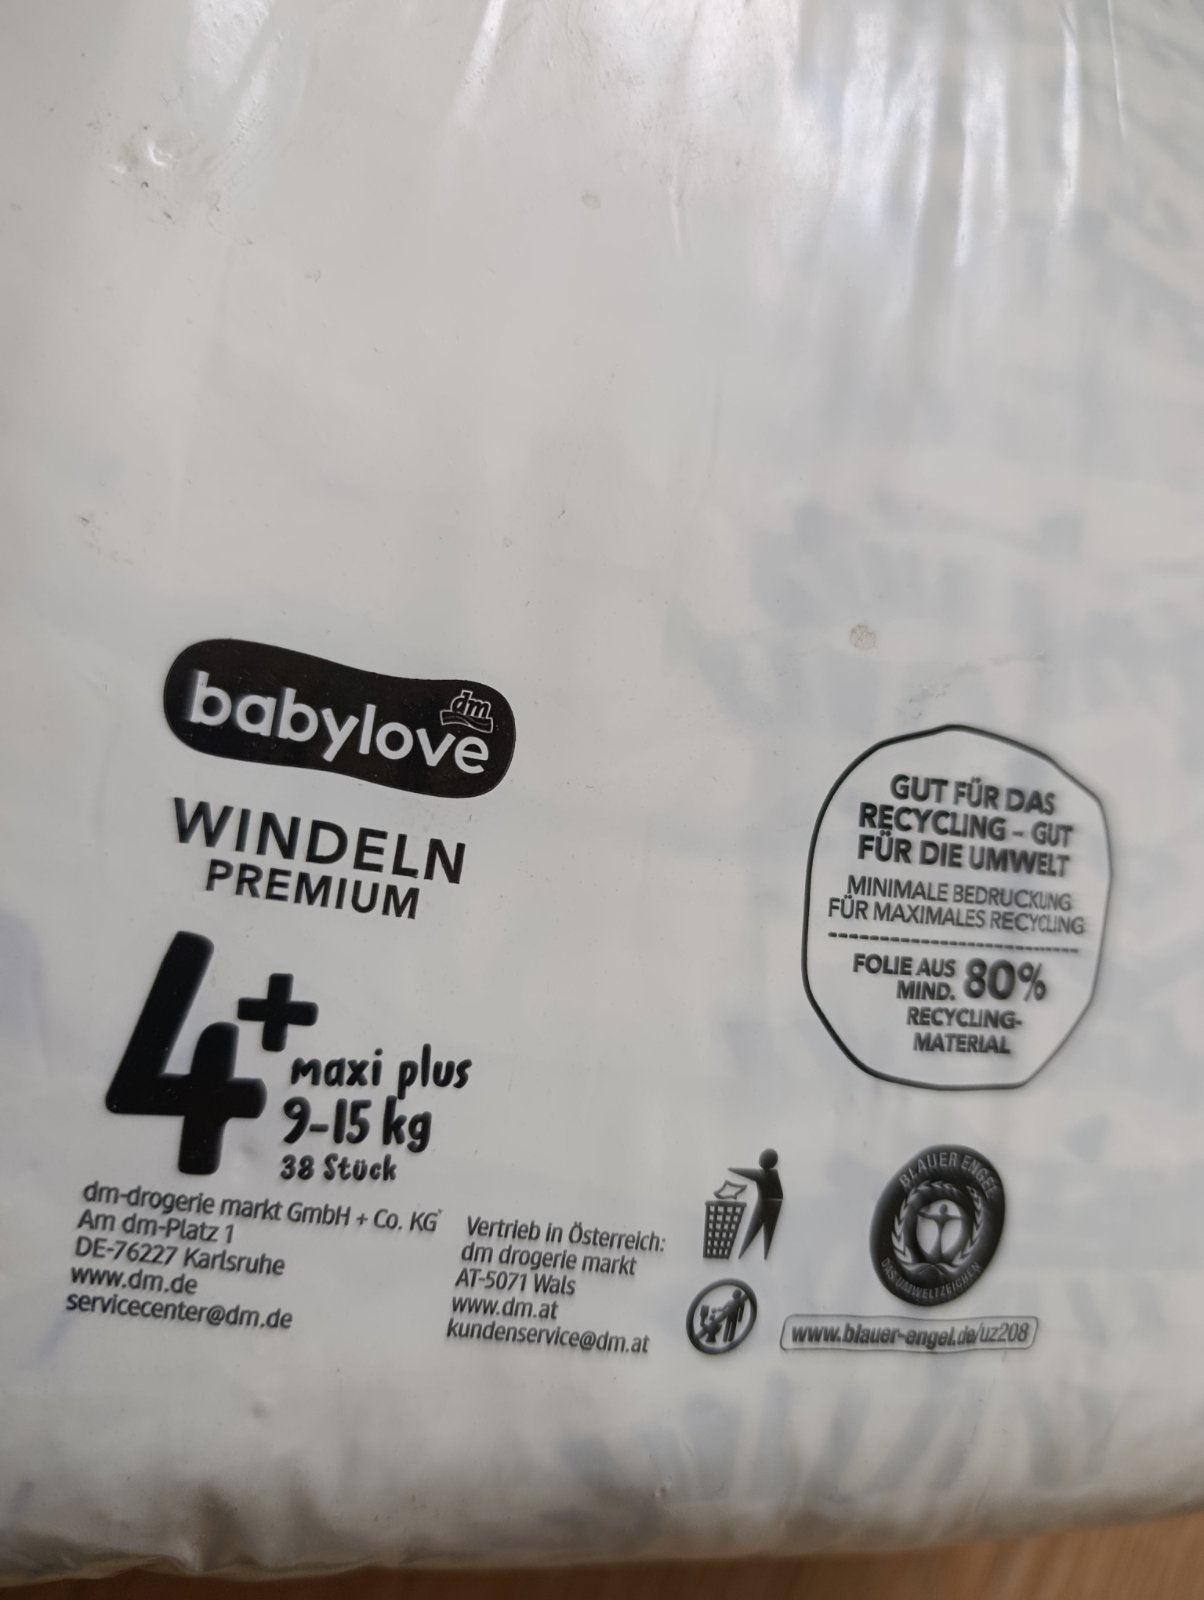 babylove
dm
WINDELN
PREMIUM
4+
maxi plus
9-15 kg
38 Stück
dm-drogerie markt GmbH + Co. KG
Am dm-Platz 1
DE-76227 Karlsruhe
www.dm.de
servicecenter@dm.de
Vertrieb in Österreich:
dm drogerie markt
AT-5071 Wals
www.dm.at
kundenservice@dm.at
GUT FÜR DAS
RECYCLING – GUT
FÜR DIE UMWELT
MINIMALE BEDRUCKUNG
FÜR MAXIMALES RECYCLING
FOLIE AUS
MIND. 80%
RECYCLING-
MATERIAL
BLAUER ENGEL
DAS UMWELTZEICHEN
www.blauer-engel.de/uz208